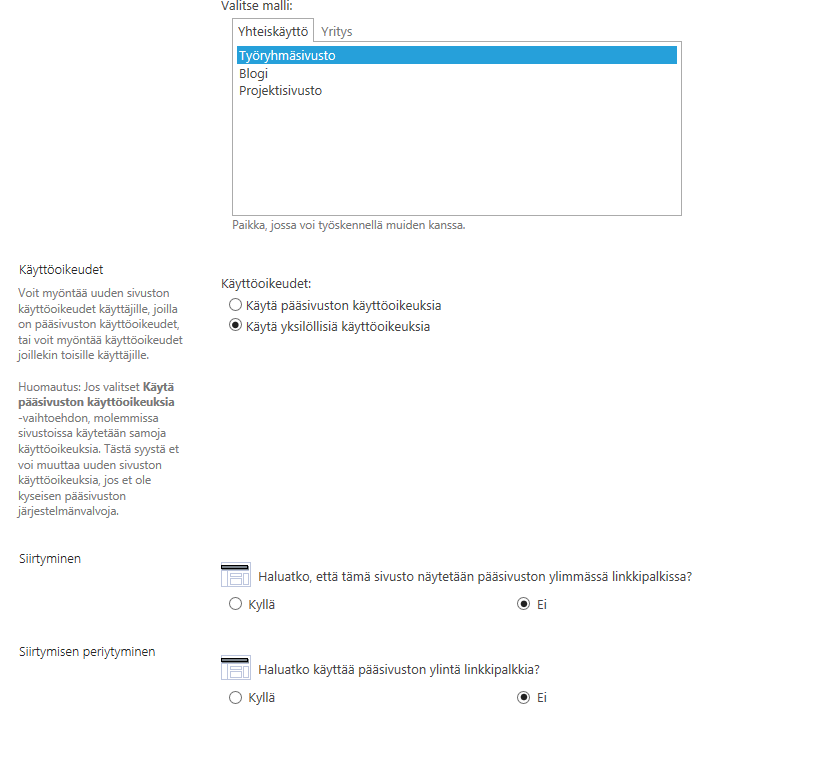 Valitse malli:
Yhteiskäyttö Yritys
Työryhmäsivusto
Blogi
Projektisivusto
Paikka, jossa voi työskennellä muiden kanssa.
Käyttöoikeudet
Voit myöntää uuden sivuston
käyttöoikeudet käyttäjille, joilla
on pääsivuston käyttöoikeudet,
tai voit myöntää käyttöoikeudet
joillekin toisille käyttäjille.
Huomautus: Jos valitset Käytä
pääsivuston käyttöoikeuksia
-vaihtoehdon, molemmissa
sivustoissa käytetään samoja
käyttöoikeuksia. Tästä syystä et
voi muuttaa uuden sivuston
käyttöoikeuksia, jos et ole
kyseisen pääsivuston
järjestelmänvalvoja.
Käyttöoikeudet:
Käytä pääsivuston käyttöoikeuksia
Käytä yksilöllisiä käyttöoikeuksia
Siirtyminen
Haluatko, että tämä sivusto näytetään pääsivuston ylimmässä linkkipalkissa?
Kyllä Ei
Siirtymisen periytyminen
Haluatko käyttää pääsivuston ylintä linkkipalkkia?
Kyllä Ei